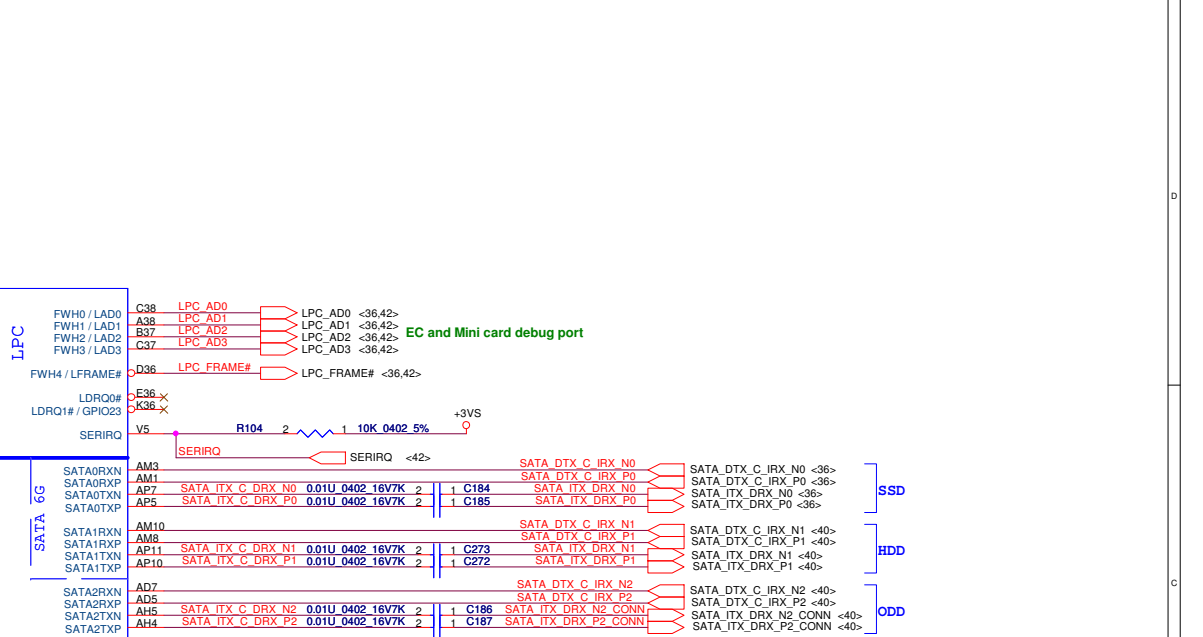 D
LPC
FWH0 / LAD0 C38 LPC_AD0 LPC_AD0 <36,42>
FWH1 / LAD1 A38 LPC_AD1 LPC_AD1 <36,42>
FWH2 / LAD2 B37 LPC_AD2 LPC_AD2 <36,42>
FWH3 / LAD3 C37 LPC_AD3 LPC_AD3 <36,42>
EC and Mini card debug port
FWH4 / LFRAME# D36 LPC_FRAME# LPC_FRAME# <36,42>
LDRQ0# E36
LDRQ1# / GPIO23 K36
+3VS
SERIRQ V5 R104 2 1 10K_0402_5%
SERIRQ SERIRQ <42>
SATA 6G
SATA0RXN AM3 SATA_DTX_C_IRX_N0 SATA_DTX_C_IRX_N0 <36>
SATA0RXP AM1 SATA_DTX_C_IRX_P0 SATA_DTX_C_IRX_P0 <36>
SATA0TXN AP7 SATA_ITX_C_DRX_N0 0.01U_0402_16V7K 2 1 C184 SATA_ITX_DRX_N0 SATA_ITX_DRX_N0 <36>
SATA0TXP AP5 SATA_ITX_C_DRX_P0 0.01U_0402_16V7K 2 1 C185 SATA_ITX_DRX_P0 SATA_ITX_DRX_P0 <36>
SSD
SATA1RXN AM10 SATA_DTX_C_IRX_N1 SATA_DTX_C_IRX_N1 <40>
SATA1RXP AM8 SATA_DTX_C_IRX_P1 SATA_DTX_C_IRX_P1 <40>
SATA1TXN AP11 SATA_ITX_C_DRX_N1 0.01U_0402_16V7K 2 1 C273 SATA_ITX_DRX_N1 SATA_ITX_DRX_N1 <40>
SATA1TXP AP10 SATA_ITX_C_DRX_P1 0.01U_0402_16V7K 2 1 C272 SATA_ITX_DRX_P1 SATA_ITX_DRX_P1 <40>
HDD
SATA2RXN AD7 SATA_DTX_C_IRX_N2 SATA_DTX_C_IRX_N2 <40>
SATA2RXP AD5 SATA_DTX_C_IRX_P2 SATA_DTX_C_IRX_P2 <40>
SATA2TXN AH5 SATA_ITX_C_DRX_N2 0.01U_0402_16V7K 2 1 C186 SATA_ITX_DRX_N2_CONN SATA_ITX_DRX_N2_CONN <40>
SATA2TXP AH4 SATA_ITX_C_DRX_P2 0.01U_0402_16V7K 2 1 C187 SATA_ITX_DRX_P2_CONN SATA_ITX_DRX_P2_CONN <40>
ODD
C